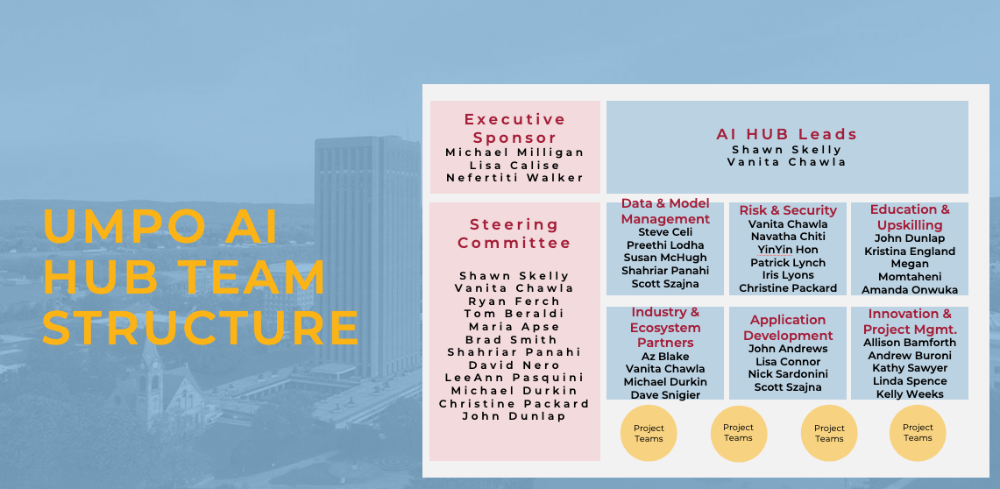 UMPO AI
HUB TEAM
STRUCTURE
Executive
Sponsor
Michael Milligan
Lisa Calise
Nefertiti Walker
AI HUB Leads
Shawn Skelly
Vanita Chawla
Steering
Committee
Shawn Skelly
Vanita Chawla
Ryan Ferch
Tom Beraldi
Maria Apse
Brad Smith
Shahriar Panahi
David Nero
LeeAnn Pasquini
Michael Durkin
Christine Packard
John Dunlap
Data & Model
Management
Steve Celi
Preethi Lodha
Susan McHugh
Shahriar Panahi
Scott Szajna
Risk & Security
Vanita Chawla
Navatha Chiti
YinYin Hon
Patrick Lynch
Iris Lyons
Christine Packard
Education &
Upskilling
John Dunlap
Kristina England
Megan
Momtaheni
Amanda Onwuka
Industry &
Ecosystem
Partners
Az Blake
Vanita Chawla
Michael Durkin
Dave Snigier
Application
Development
John Andrews
Lisa Connor
Nick Sardonini
Scott Szajna
Innovation &
Project Mgmt.
Allison Bamforth
Andrew Buroni
Kathy Sawyer
Linda Spence
Kelly Weeks
Project
Teams
Project
Teams
Project
Teams
Project
Teams